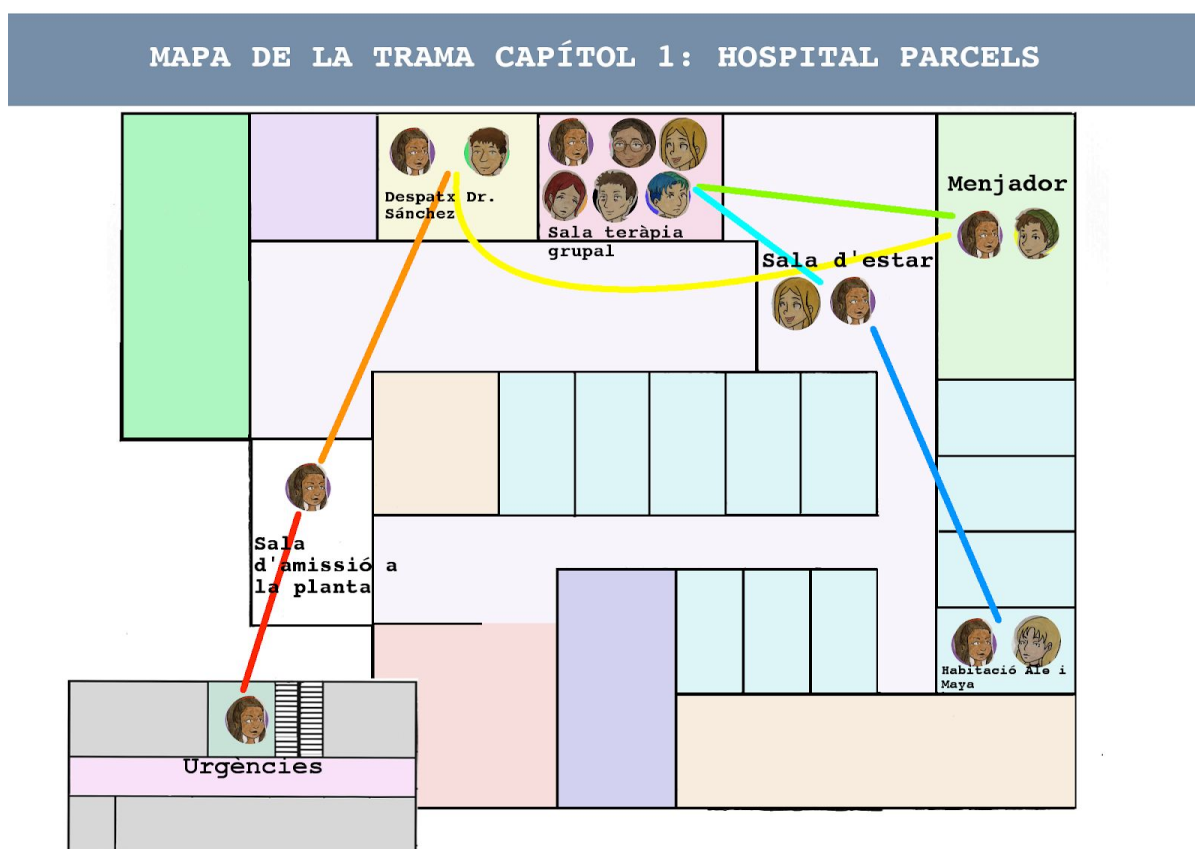 MAPA DE LA TRAMA CAPÍTOL 1: HOSPITAL PARCELS
Despatx Dr.
Sánchez
Sala teràpia
grupal
Menjador
Sala d'estar
Sala
d'amissió a
la planta
Habitació Ale i
Maya
Urgències